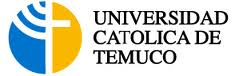 UNIVERSIDAD
CATOLICA DE
TEMUCO